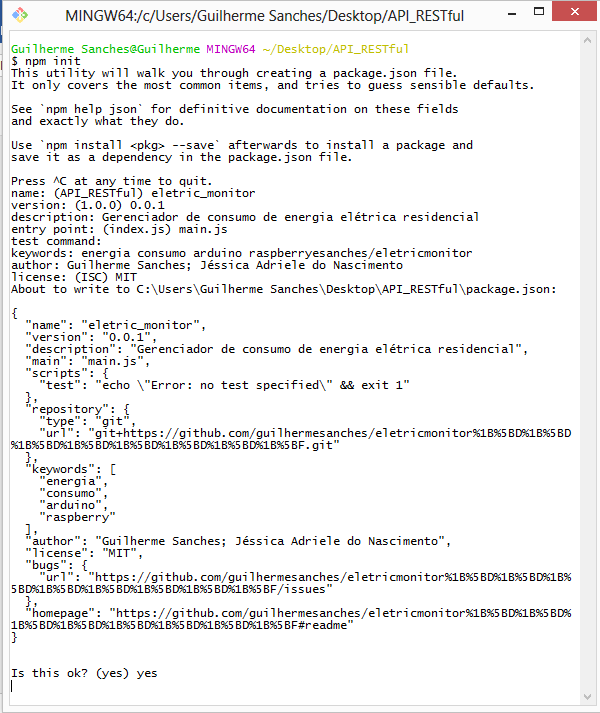 MINGW64:/c/Users/Guilherme Sanches/Desktop/API_RESTful
Guilherme Sanches@Guilherme MINGW64 ~/Desktop/API_RESTful
$ npm init
This utility will walk you through creating a package.json file.
It only covers the most common items, and tries to guess sensible defaults.

See `npm help json` for definitive documentation on these fields
and exactly what they do.

Use `npm install <pkg> --save` afterwards to install a package and
save it as a dependency in the package.json file.

Press ^C at any time to quit.
name: (API_RESTful) eletric_monitor
version: (1.0.0) 0.0.1
description: Gerenciador de consumo de energia elétrica residencial
entry point: (index.js) main.js
test command:
keywords: energia consumo arduino raspberryesanches/eletricmonitor
author: Guilherme Sanches; Jéssica Adriele do Nascimento
license: (ISC) MIT
About to write to C:\Users\Guilherme Sanches\Desktop\API_RESTful\package.json:

{
  "name": "eletric_monitor",
  "version": "0.0.1",
  "description": "Gerenciador de consumo de energia elétrica residencial",
  "main": "main.js",
  "scripts": {
    "test": "echo \"Error: no test specified\" && exit 1"
  },
  "repository": {
    "type": "git",
    "url": "git+https://github.com/guilhermesanches/eletricmonitor%1B%5BD%1B%5BD
%1B%5BD%1B%5BD%1B%5BD%1B%5BD%1B%5BD%1B%5BF.git"
  },
  "keywords": [
    "energia",
    "consumo",
    "arduino",
    "raspberry"
  ],
  "author": "Guilherme Sanches; Jéssica Adriele do Nascimento",
  "license": "MIT",
  "bugs": {
    "url": "https://github.com/guilhermesanches/eletricmonitor%1B%5BD%1B%5BD%1B%
5BD%1B%5BD%1B%5BD%1B%5BD%1B%5BD%1B%5BF/issues"
  },
  "homepage": "https://github.com/guilhermesanches/eletricmonitor%1B%5BD%1B%5BD%
1B%5BD%1B%5BD%1B%5BD%1B%5BD%1B%5BD%1B%5BF#readme"
}

Is this ok? (yes) yes